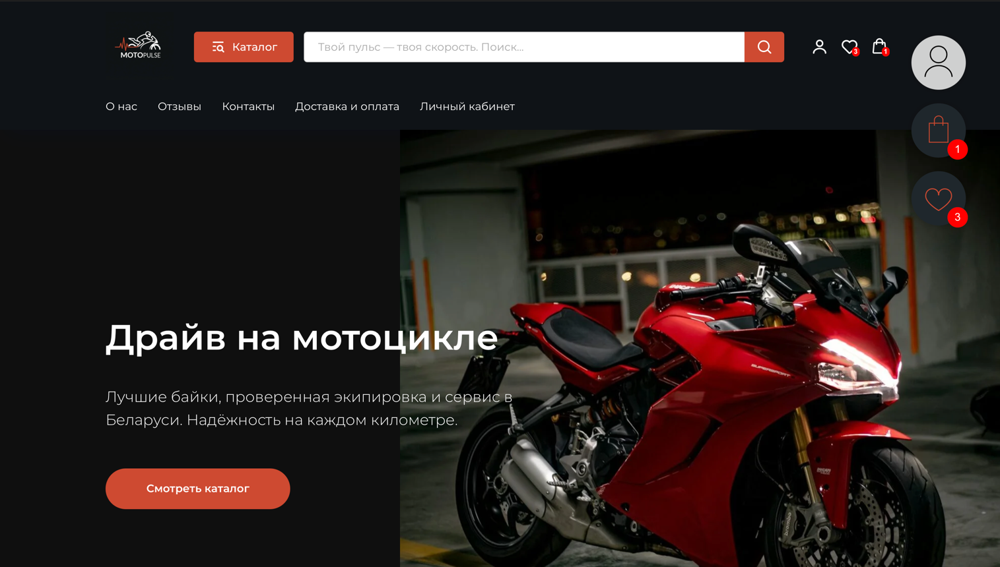 MOTOPULSE
Каталог
Твой пульс — твоя скорость. Поиск...
3
1
О нас
Отзывы
Контакты
Доставка и оплата
Личный кабинет
1
3
Драйв на мотоцикле
Лучшие байки, проверенная экипировка и сервис в
Беларуси. Надёжность на каждом километре.
Смотреть каталог
SUPERSPORT
DUCATI
brembo